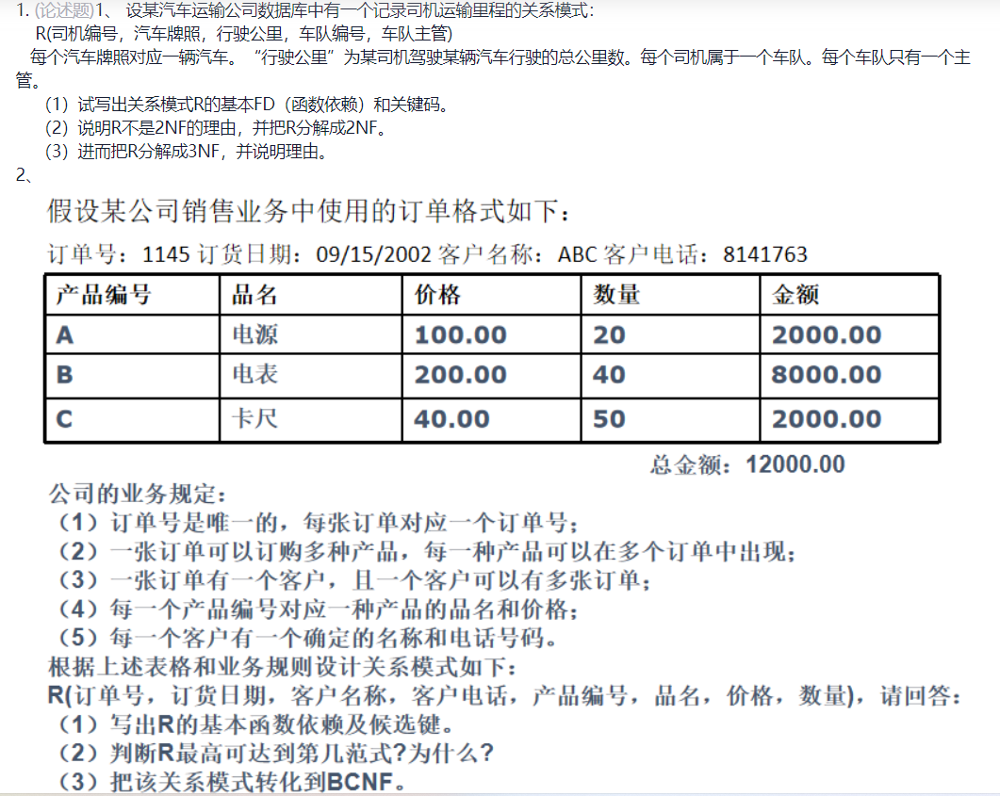 1. (论述题)1、 设某汽车运输公司数据库中有一个记录司机运输里程的关系模式：
R(司机编号，汽车牌照，行驶公里，车队编号，车队主管)
每个汽车牌照对应一辆汽车。“行驶公里”为某司机驾驶某辆汽车行驶的总公里数。每个司机属于一个车队。每个车队只有一个主
管。
（1）试写出关系模式R的基本FD（函数依赖）和关键码。
（2）说明R不是2NF的理由，并把R分解成2NF。
（3）进而把R分解成3NF，并说明理由。
2、
假设某公司销售业务中使用的订单格式如下：
订单号：1145 订货日期：09/15/2002 客户名称：ABC 客户电话：8141763
产品编号 品名 价格 数量 金额
A 电源 100.00 20 2000.00
B 电表 200.00 40 8000.00
C 卡尺 40.00 50 2000.00
总金额：12000.00
公司的业务规定：
（1）订单号是唯一的，每张订单对应一个订单号；
（2）一张订单可以订购多种产品，每一种产品可以在多个订单中出现；
（3）一张订单有一个客户，且一个客户可以有多张订单；
（4）每一个产品编号对应一种产品的品名和价格；
（5）每一个客户有一个确定的名称和电话号码。
根据上述表格和业务规则设计关系模式如下：
R(订单号，订货日期，客户名称，客户电话，产品编号，品名，价格，数量)，请回答：
（1）写出R的基本函数依赖及候选键。
（2）判断R最高可达到第几范式?为什么?
（3）把该关系模式转化到BCNF。